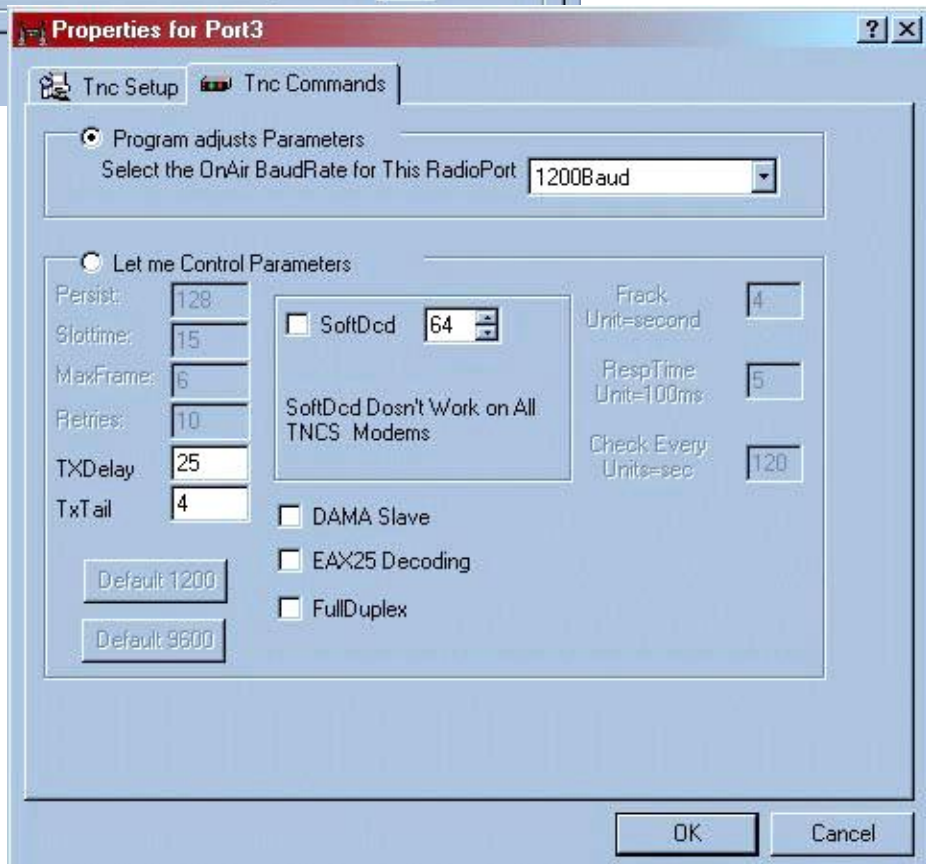 Properties for Port3
Tnc Setup
Tnc Commands
Program adjusts Parameters
Select the OnAir BaudRate for This RadioPort
1200Baud
Let me Control Parameters
Persist:
128
Slottime:
15
MaxFrame:
6
Retries:
10
TXDelay
25
TxTail
4
Default 1200
Default 9600
SoftDcd
64
SoftDcd Dosn't Work on All
TNCS Modems
DAMA Slave
EAX25 Decoding
FullDuplex
Frack
Unit=second
4
RespTime
Unit=100ms
5
Check Every
Units=sec
120
OK
Cancel